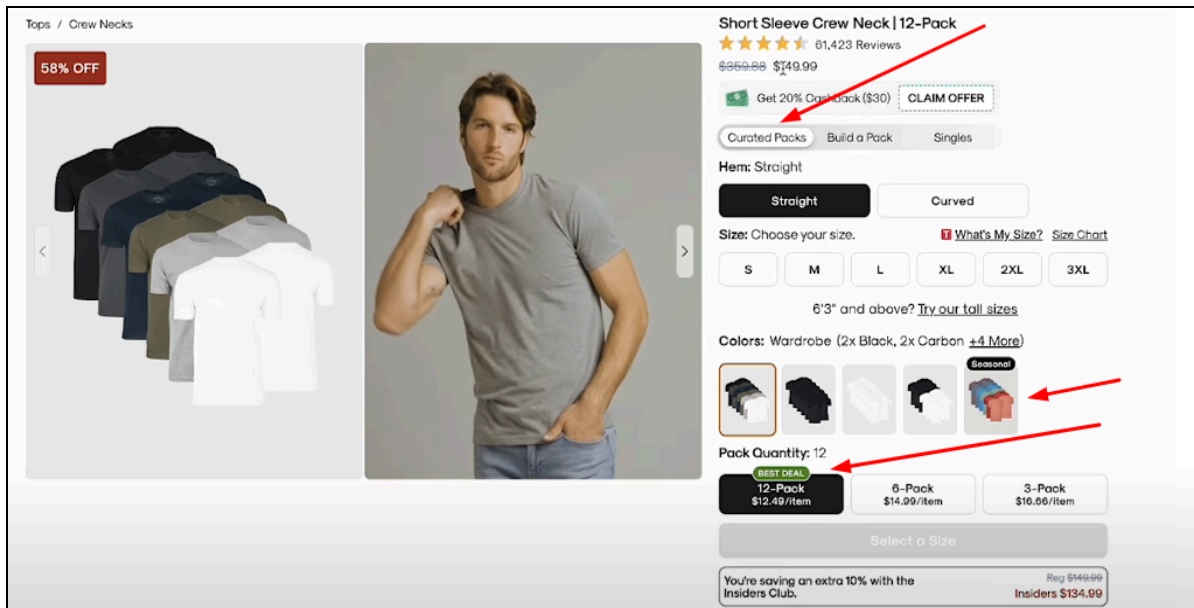 Tops / Crew Necks
58% OFF
Short Sleeve Crew Neck | 12-Pack
61,423 Reviews
$359.88 $149.99
Get 20% Cashback ($30) CLAIM OFFER
Curated Packs Build a Pack Singles
Hem: Straight
Straight Curved
Size: Choose your size. T What's My Size? Size Chart
S M L XL 2XL 3XL
6'3" and above? Try our tall sizes
Colors: Wardrobe (2x Black, 2x Carbon +4 More)
Seasonal
Pack Quantity: 12
BEST DEAL
12-Pack 6-Pack 3-Pack
$12.49/item $14.99/item $16.66/item
Select a Size
You're saving an extra 10% with the Reg $149.99
Insiders Club. Insiders $134.99